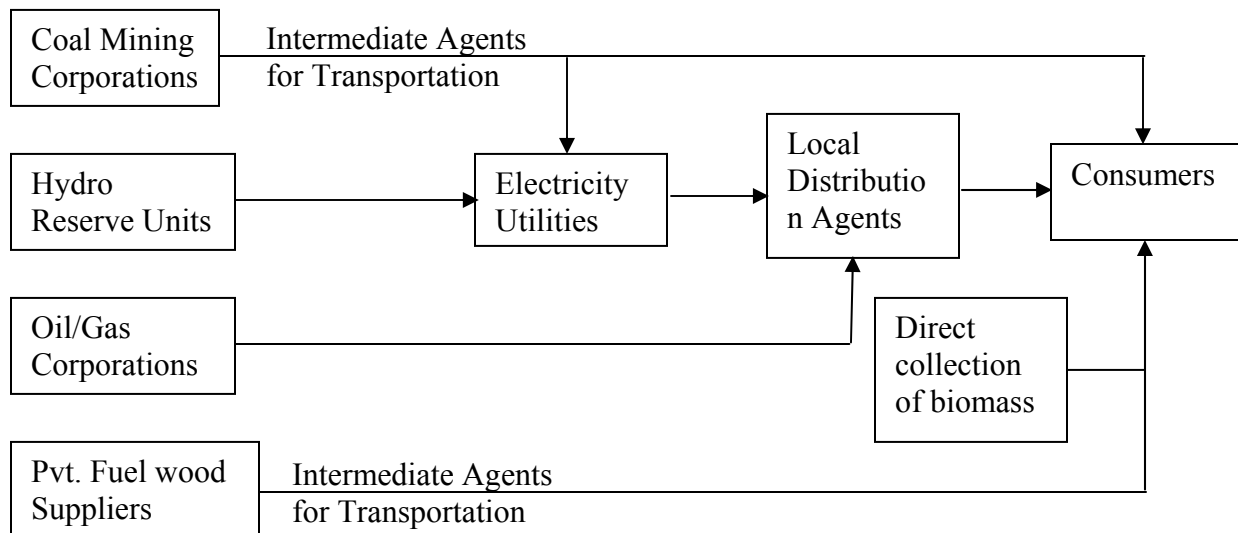 Coal Mining
Corporations
Intermediate Agents
for Transportation
Hydro
Reserve Units
Electricity
Utilities
Local
Distributio
n Agents
Consumers
Oil/Gas
Corporations
Direct
collection
of biomass
Pvt. Fuel wood
Suppliers
Intermediate Agents
for Transportation